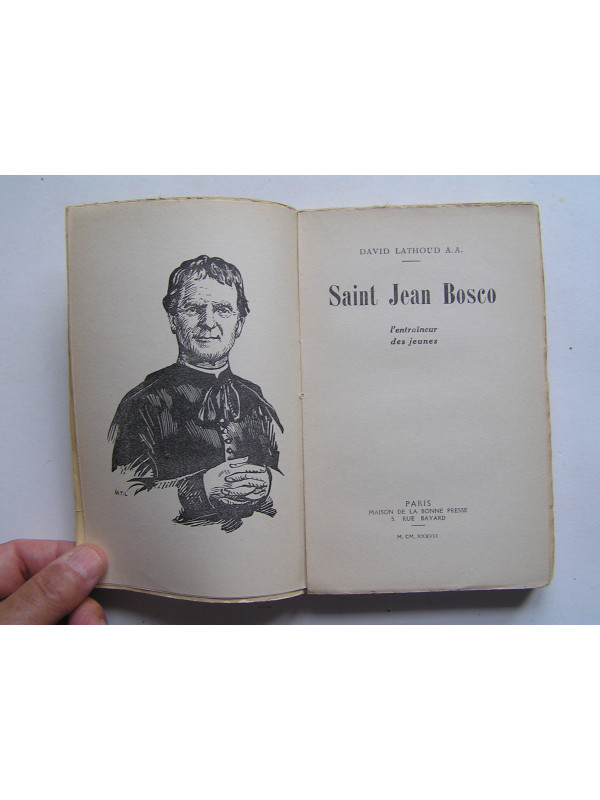 DAVID LATHOUD A.A.
Saint Jean Bosco
l'entraîneur
des jeunes
PARIS
MAISON DE LA BONNE PRESSE
5, RUE BAYARD
M. CM. XXXVII